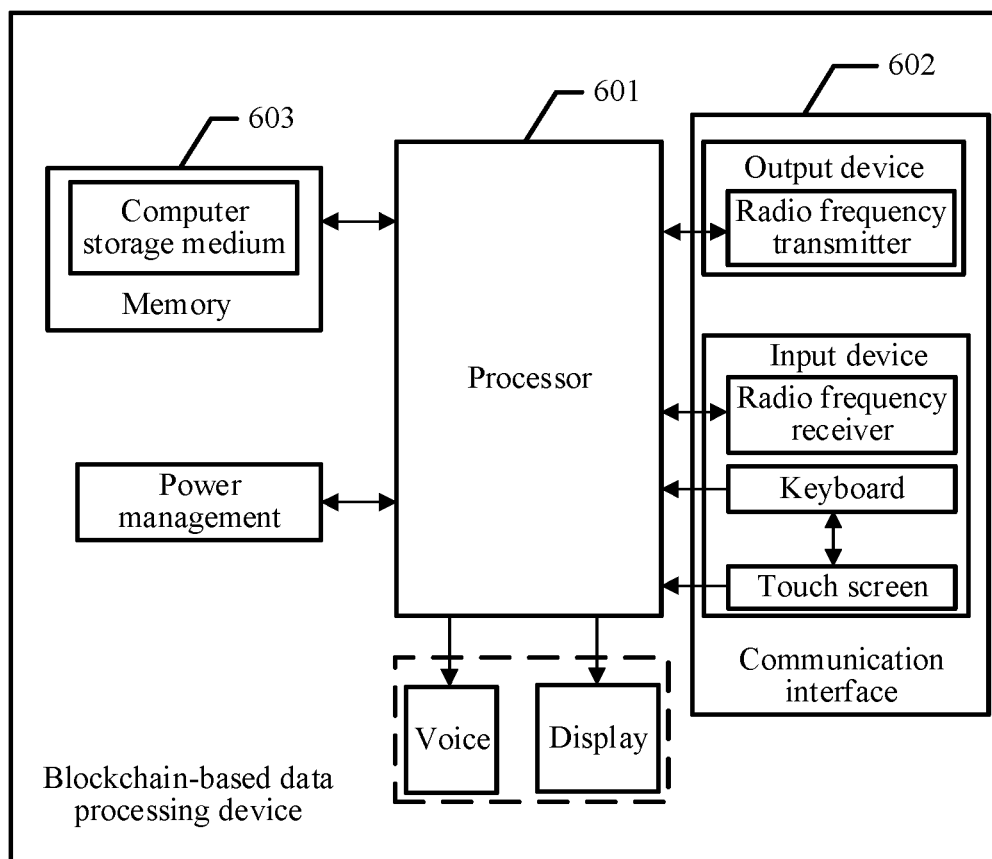 603
601
602
Computer
storage medium
Memory
Processor
Output device
Radio frequency
transmitter
Input device
Radio frequency
receiver
Keyboard
Touch screen
Communication
interface
Power
management
Voice
Display
Blockchain-based data
processing device